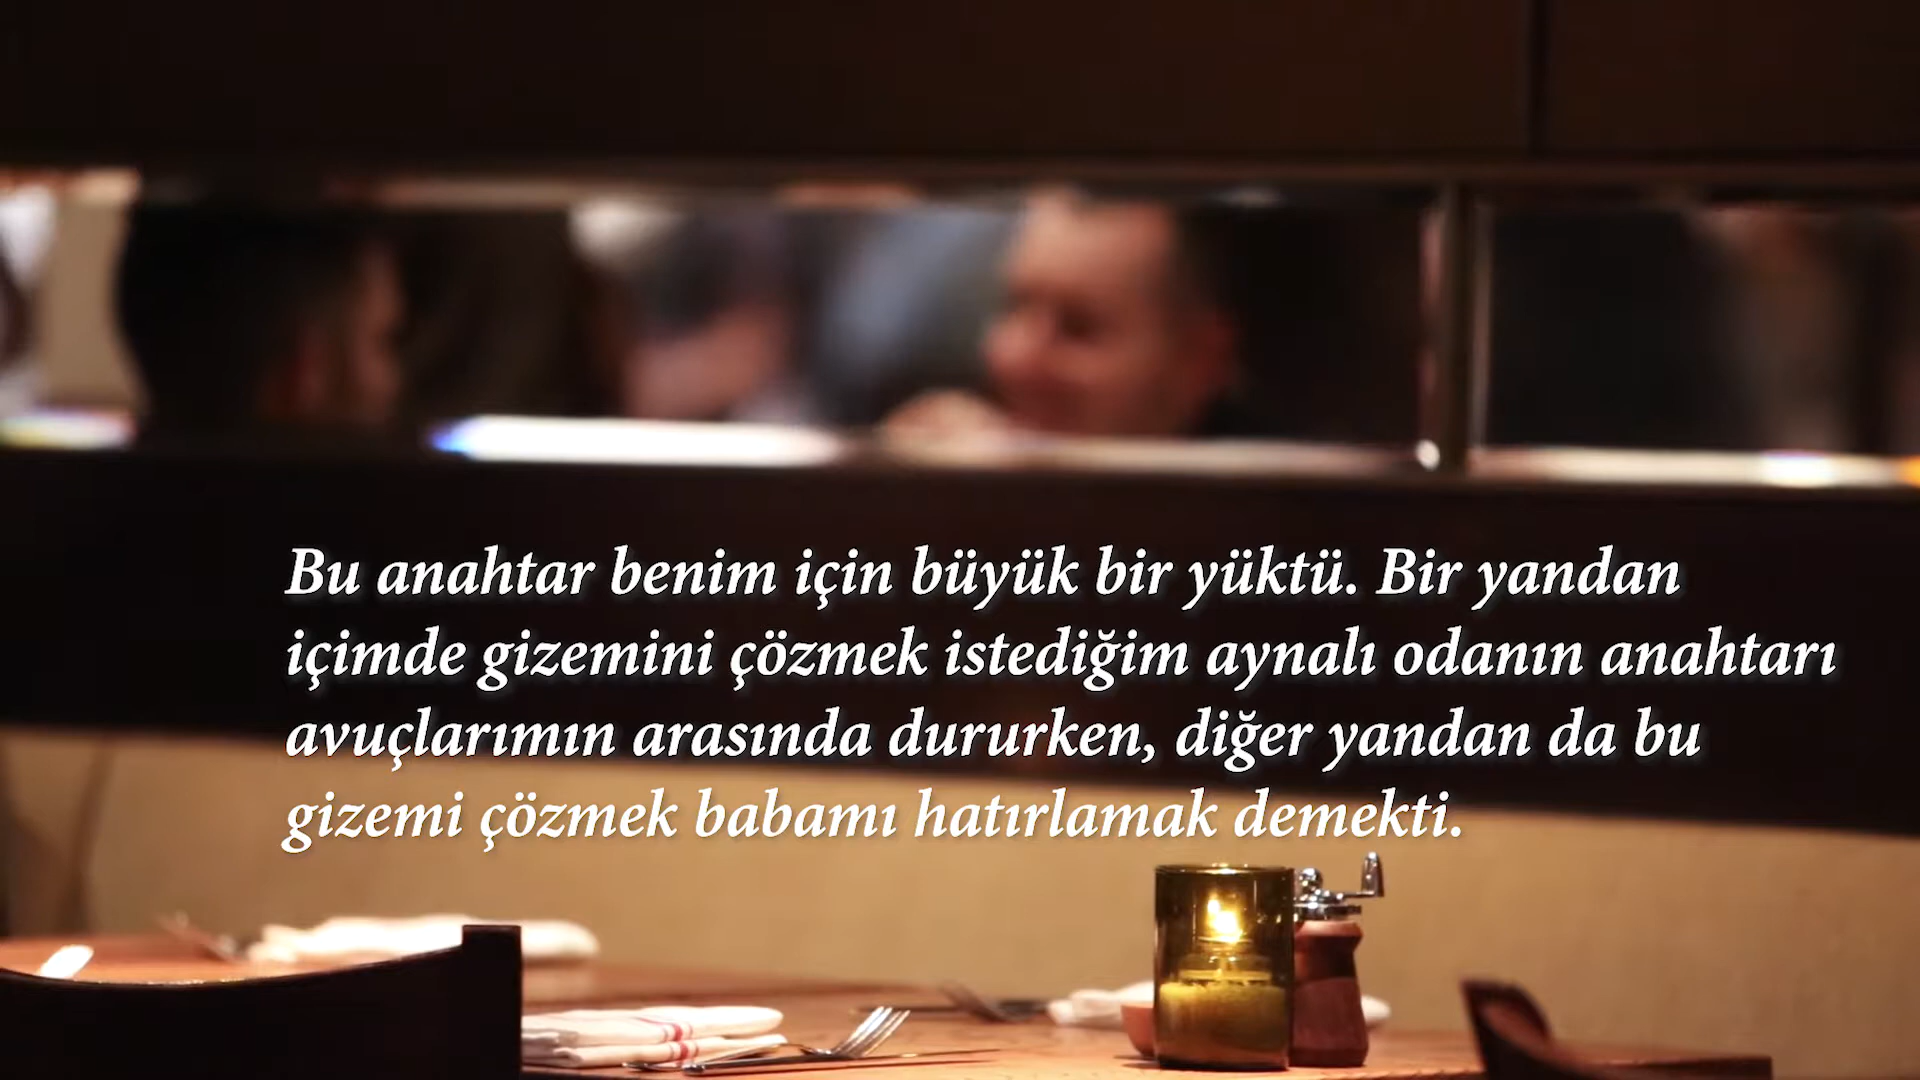 Bu anahtar benim için büyük bir yüktü. Bir yandan
içimde gizemini çözmek istediğim aynalı odanın anahtarı
avuçlarımın arasında dururken, diğer yandan da bu
gizemi çözmek babamı hatırlamak demekti.